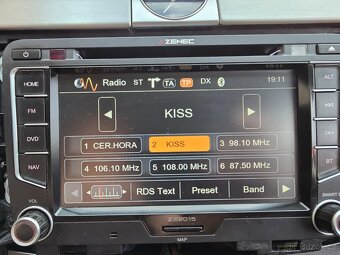 ZENEC
HOME
FM
DVD
NAV
VOL
Radio ST TA TP DX 19:11
KISS
1 CER.HORA 2 KISS 3 98.10 MHz
4 106.10 MHz 5 108.00 MHz 6 87.50 MHz
RDS Text Preset Band
ALT
BT
SMART
Z-E2015
MAP